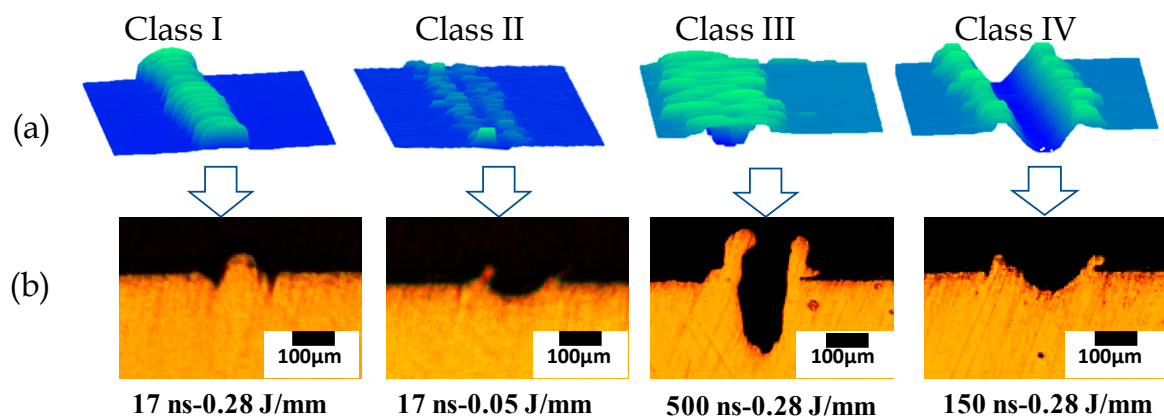 Class I Class II Class III Class IV
(a)
(b)
100µm 100µm 100µm 100µm
17 ns-0.28 J/mm 17 ns-0.05 J/mm 500 ns-0.28 J/mm 150 ns-0.28 J/mm